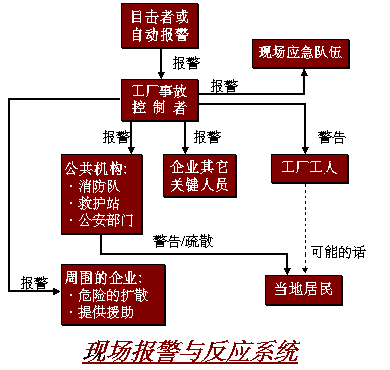 目击者或
自动报警
报警
现场应急队伍
工厂事故
控制者
报警
报警
报警
警告
公共机构:
·消防队
·救护站
·公安部门
企业其它
关键人员
工厂工人
警告/疏散
可能的话
报警
周围的企业:
·危险的扩散
·提供援助
当地居民
现场报警与反应系统